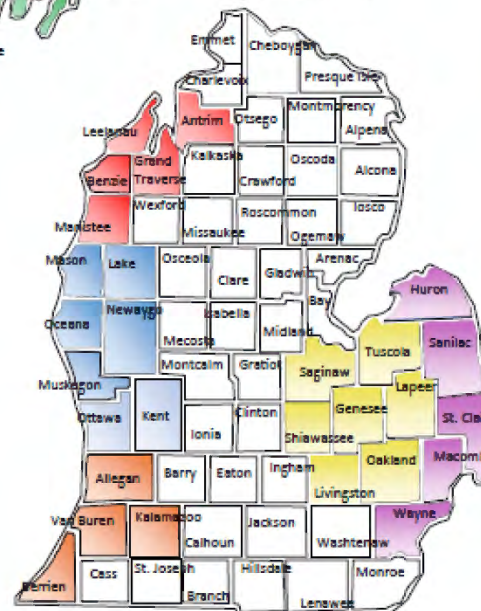 e
Emmet
Cheboygan
Charlevoix
Presque Isle
Antrim
Otsego
Montmorency
Alpena
Leelanau
Grand
Traverse
Kalkaska
Crawford
Oscoda
Alcona
Benzie
Manistee
Wexford
Missaukee
Roscommon
Ogemaw
Iosco
Mason
Lake
Osceola
Clare
Gladwin
Arenac
Huron
Oceana
Newaygo
Mecosta
Isabella
Midland
Bay
Tuscola
Sanilac
Muskegon
Montcalm
Gratiot
Saginaw
Lapeer
Genesee
St. Cla
Ottawa
Kent
Ionia
Clinton
Shiawassee
Oakland
Macomb
Allegan
Barry
Eaton
Ingham
Livingston
Wayne
Van Buren
Kalamazoo
Calhoun
Jackson
Washtenaw
Berrien
Cass
St. Joseph
Branch
Hillsdale
Lenawee
Monroe